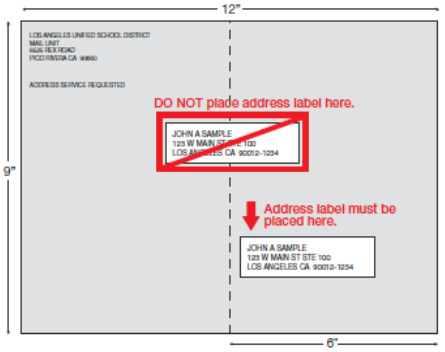 12"
LOS ANGELES UNIFIED SCHOOL DISTRICT
MAIL UNIT
8525 REX ROAD
PICO RIVERA CA 90660
ADDRESS SERVICE REQUESTED
DO NOT place address label here.
JOHN A SAMPLE
123 W MAIN ST STE 100
LOS ANGELES CA 90012-1234
9"
Address label must be
placed here.
JOHN A SAMPLE
123 W MAIN ST STE 100
LOS ANGELES CA 90012-1234
6"